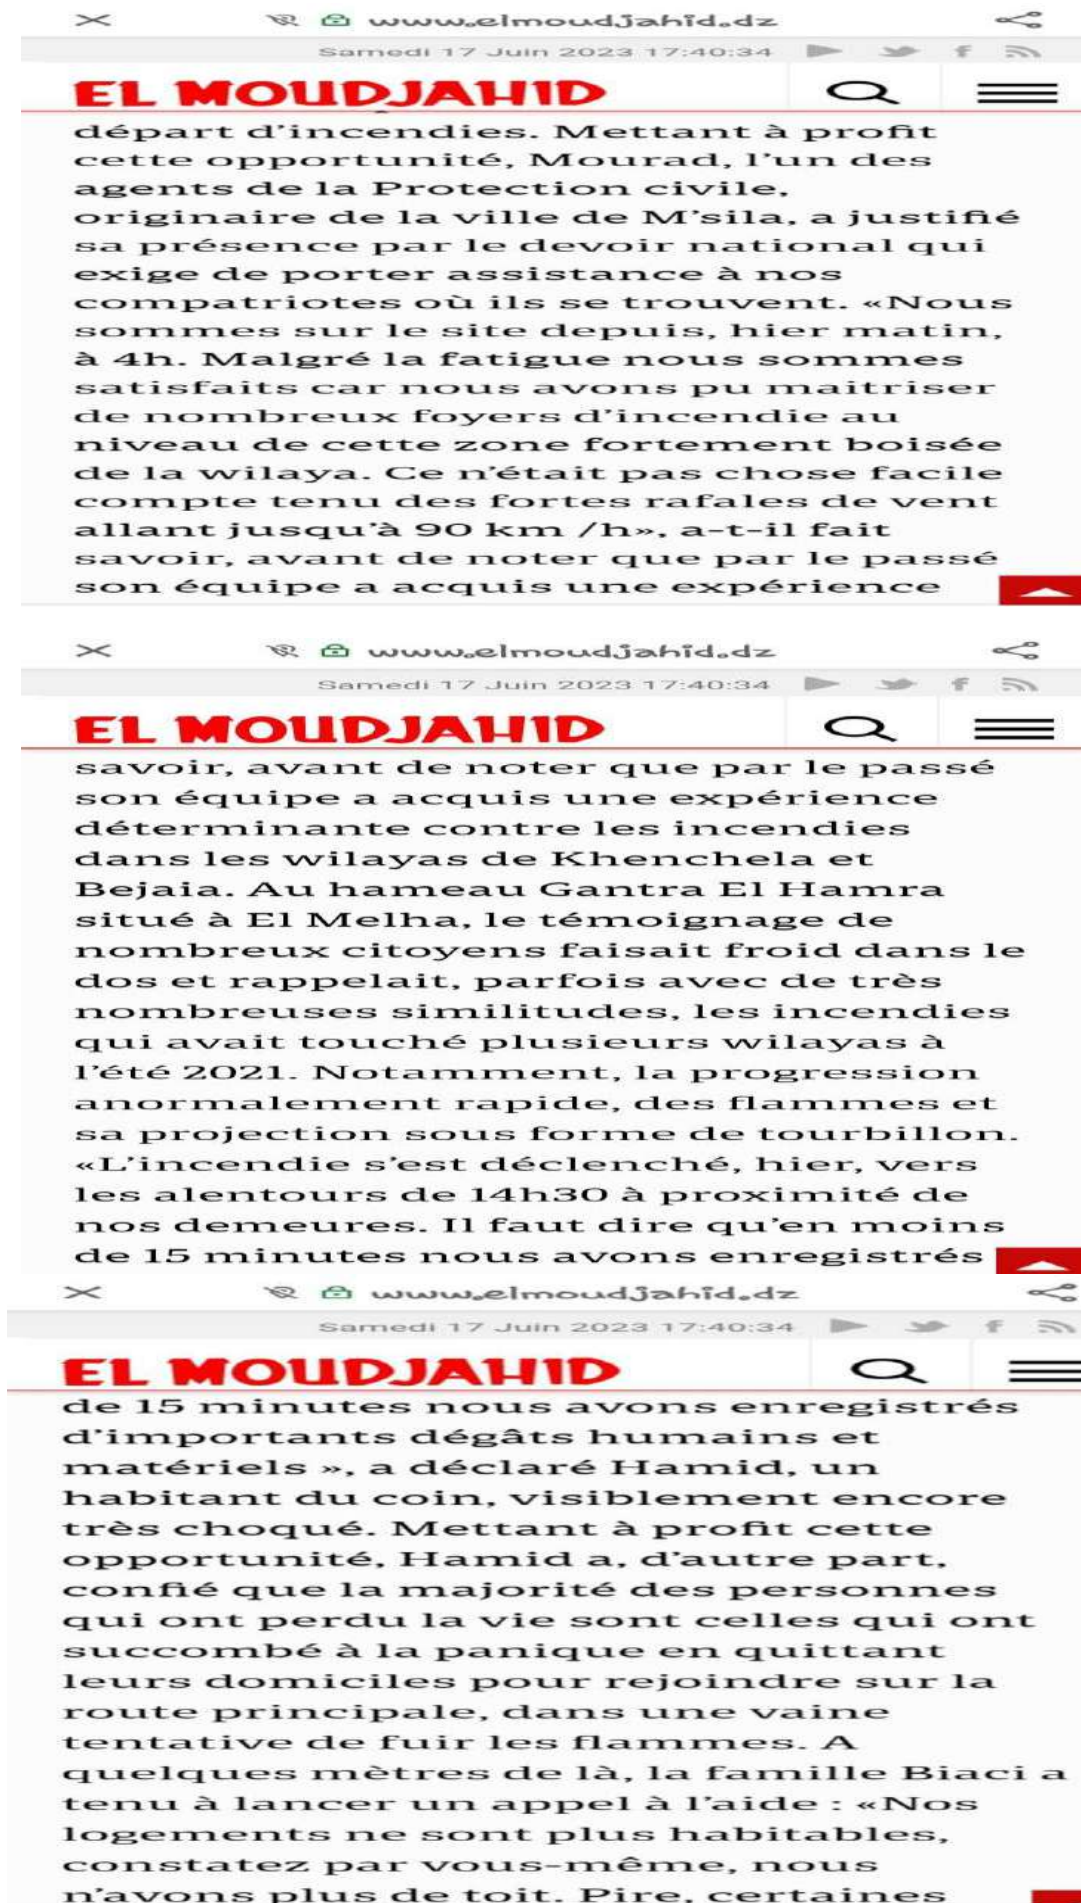 www.elmoudjahid.dz
Samedi 17 Juin 2023 17:40:34
EL MOUDJAHID
départ d'incendies. Mettant à profit
cette opportunité, Mourad, l'un des
agents de la Protection civile,
originaire de la ville de M'sila, a justifié
sa présence par le devoir national qui
exige de porter assistance à nos
compatriotes où ils se trouvent. «Nous
sommes sur le site depuis, hier matin,
à 4h. Malgré la fatigue nous sommes
satisfaits car nous avons pu maitriser
de nombreux foyers d'incendie au
niveau de cette zone fortement boisée
de la wilaya. Ce n'était pas chose facile
compte tenu des fortes rafales de vent
allant jusqu'à 90 km /h», a-t-il fait
savoir, avant de noter que par le passé
son équipe a acquis une expérience
www.elmoudjahid.dz
Samedi 17 Juin 2023 17:40:34
EL MOUDJAHID
savoir, avant de noter que par le passé
son équipe a acquis une expérience
déterminante contre les incendies
dans les wilayas de Khenchela et
Bejaia. Au hameau Gantra El Hamra
situé à El Melha, le témoignage de
nombreux citoyens faisait froid dans le
dos et rappelait, parfois avec de très
nombreuses similitudes, les incendies
qui avait touché plusieurs wilayas à
l'été 2021. Notamment, la progression
anormalement rapide, des flammes et
sa projection sous forme de tourbillon.
«L'incendie s'est déclenché, hier, vers
les alentours de 14h30 à proximité de
nos demeures. Il faut dire qu'en moins
de 15 minutes nous avons enregistrés
www.elmoudjahid.dz
Samedi 17 Juin 2023 17:40:34
EL MOUDJAHID
de 15 minutes nous avons enregistrés
d'importants dégâts humains et
matériels », a déclaré Hamid, un
habitant du coin, visiblement encore
très choqué. Mettant à profit cette
opportunité, Hamid a, d'autre part,
confié que la majorité des personnes
qui ont perdu la vie sont celles qui ont
succombé à la panique en quittant
leurs domiciles pour rejoindre sur la
route principale, dans une vaine
tentative de fuir les flammes. A
quelques mètres de là, la famille Biaci a
tenu à lancer un appel à l'aide : «Nos
logements ne sont plus habitables,
constatez par vous-même, nous
n'avons plus de toit. Pire, certaines